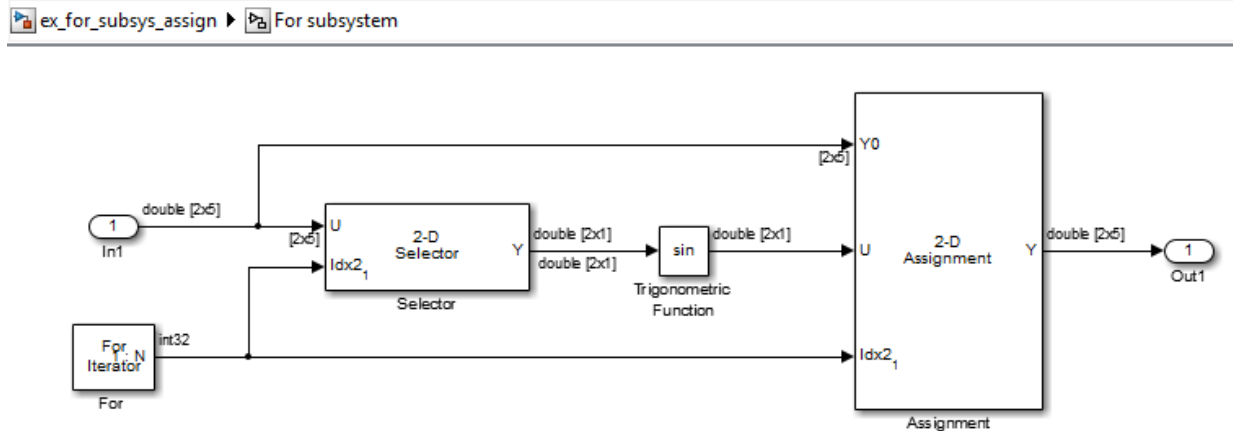 ex_for_subsys_assign ▶ For subsystem
Y0
[2x5]
double [2x5]
1
In1
U
[2x5]
2-D
Selector
Y
Idx2
1
Selector
double [2x1]
double [2x1]
sin
Trigonometric
Function
double [2x1]
U
2-D
Assignment
Y
double [2x5]
1
Out1
For
Iterator
1 : N
int32
For
Idx2
1
Assignment